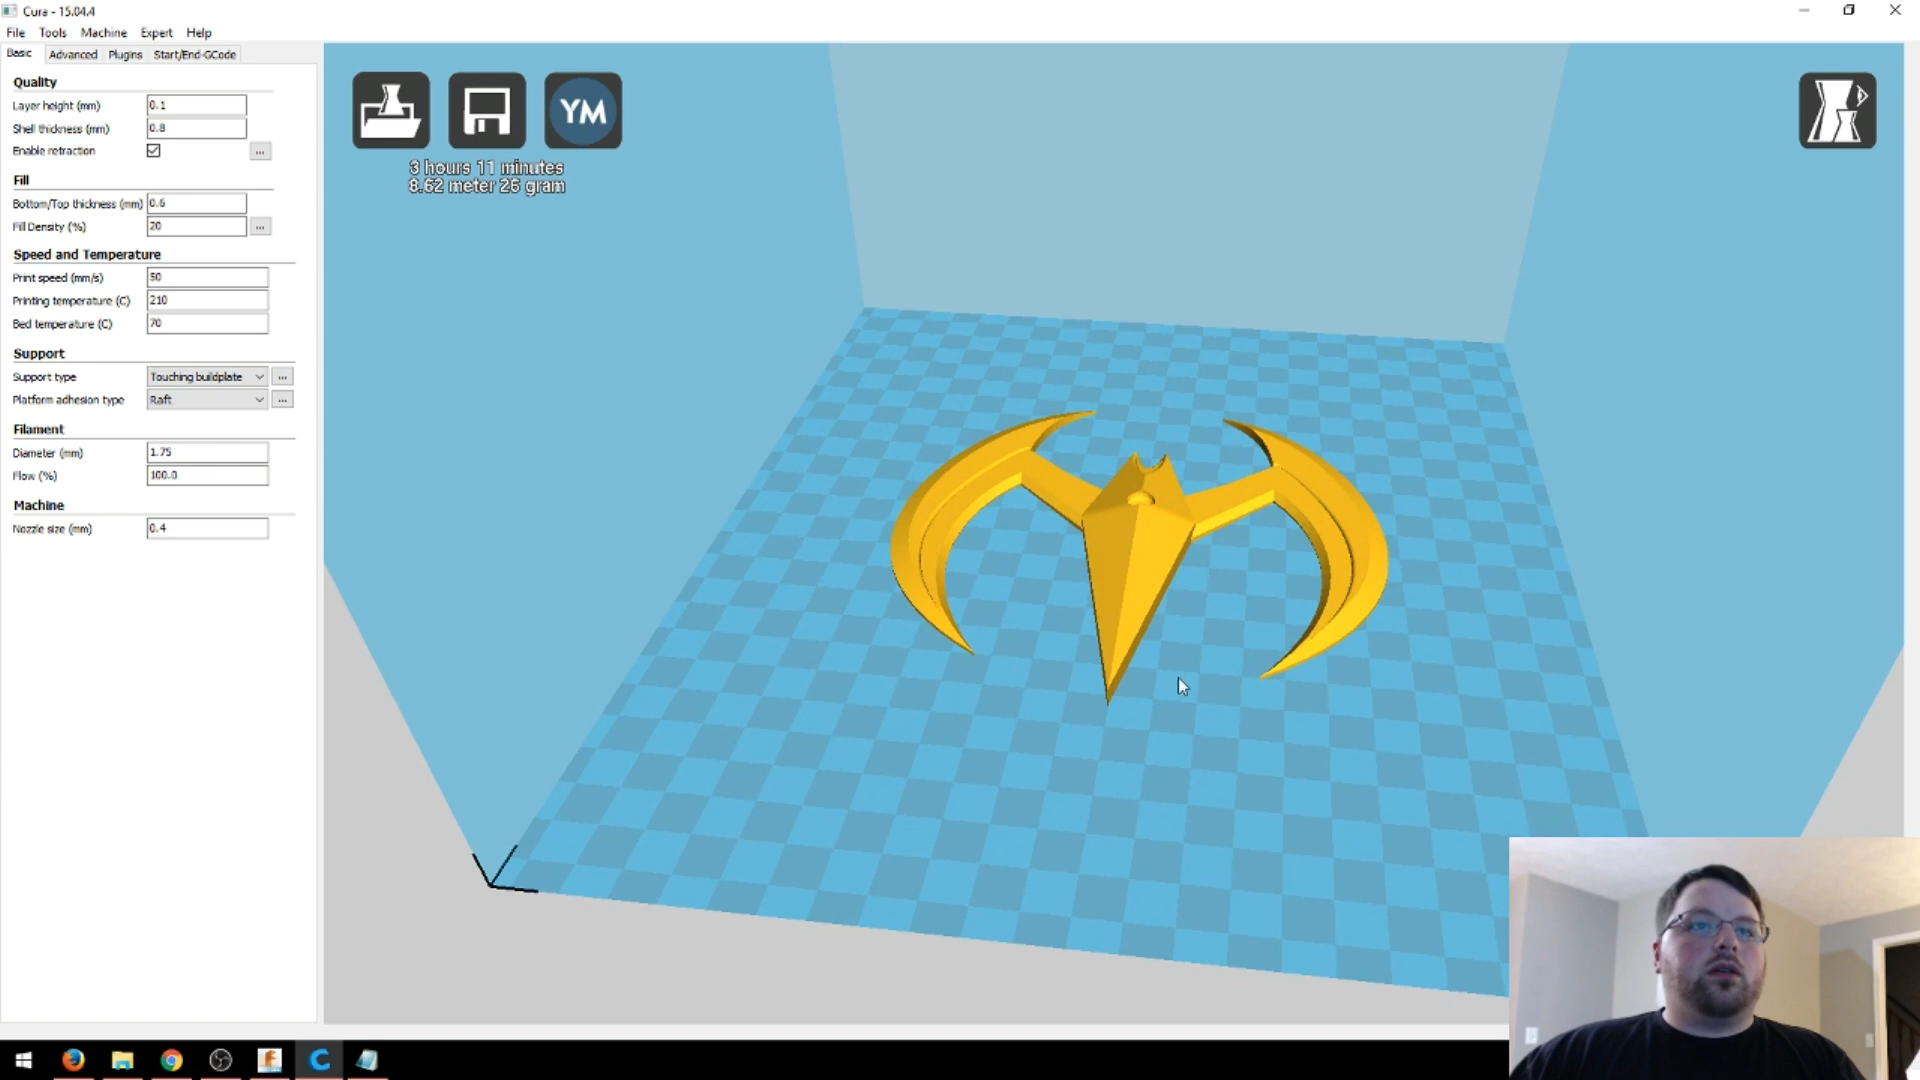 Cura - 15.04.4
File Tools Machine Expert Help
Basic Advanced Plugins Start/End-GCode
Quality
Layer height (mm) 0.1
Shell thickness (mm) 0.8
Enable retraction ...
Fill
Bottom/Top thickness (mm) 0.6
Fill Density (%) 20 ...
Speed and Temperature
Print speed (mm/s) 50
Printing temperature (C) 210
Bed temperature (C) 70
Support
Support type Touching buildplate ...
Platform adhesion type Raft ...
Filament
Diameter (mm) 1.75
Flow (%) 100.0
Machine
Nozzle size (mm) 0.4
YM
3 hours 11 minutes
8.62 meter 26 gram